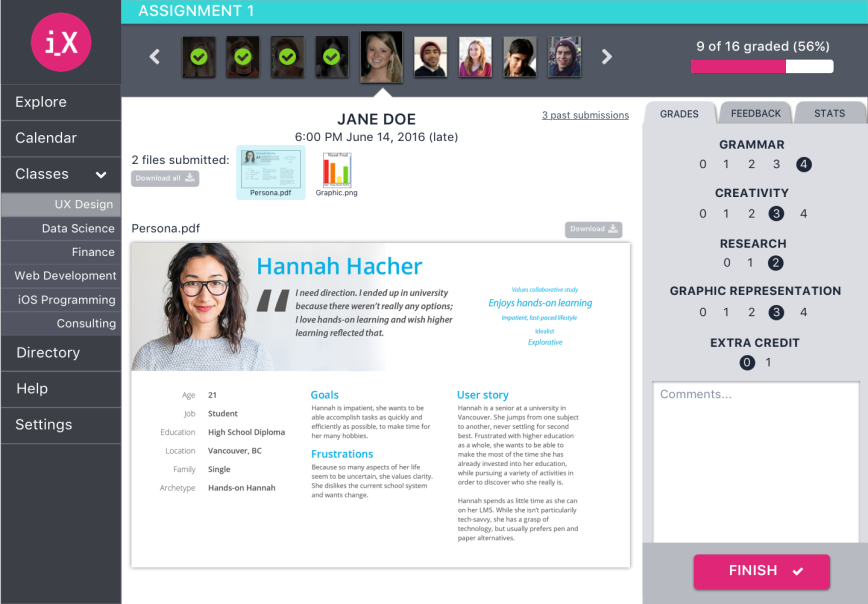 ASSIGNMENT 1
i_X
9 of 16 graded (56%)
Explore
Calendar
Classes
UX Design
Data Science
Finance
Web Development
iOS Programming
Consulting
Directory
Help
Settings
JANE DOE
6:00 PM June 14, 2016 (late)
3 past submissions
2 files submitted:
Download all
Persona.pdf
Need Find
Graphic.png
Persona.pdf
Download
Hannah Hacher
“
I need direction. I ended up in university
because there weren't really any options;
I love hands-on learning and wish higher
learning reflected that.
Values collaborative study
Enjoys hands-on learning
Impatient, fast-paced lifestyle
Idealist
Explorative
Age 21
Job Student
Education High School Diploma
Location Vancouver, BC
Family Single
Archetype Hands-on Hannah
Goals
Hannah is impatient, she wants to be
able accomplish tasks as quickly and
efficiently as possible, to make time for
her many hobbies.
Frustrations
Because so many aspects of her life
seem to be uncertain, she values clarity.
She dislikes the current school system
and wants change.
User story
Hannah is a senior at a university in
Vancouver. She jumps from one subject
to another, never settling for second
best. Frustrated with higher education
as a whole, she wants to be able to
make the most of the time she has
already invested into her education,
while pursuing a variety of activities in
order to discover who she really is.
Hannah spends as little time as she can
on her LMS. While she isn't particularly
tech-savvy, she has a grasp of
technology, but usually prefers pen and
paper alternatives.
GRADES FEEDBACK STATS
GRAMMAR
0 1 2 3 4
CREATIVITY
0 1 2 3 4
RESEARCH
0 1 2
GRAPHIC REPRESENTATION
0 1 2 3 4
EXTRA CREDIT
0 1
Comments...
FINISH